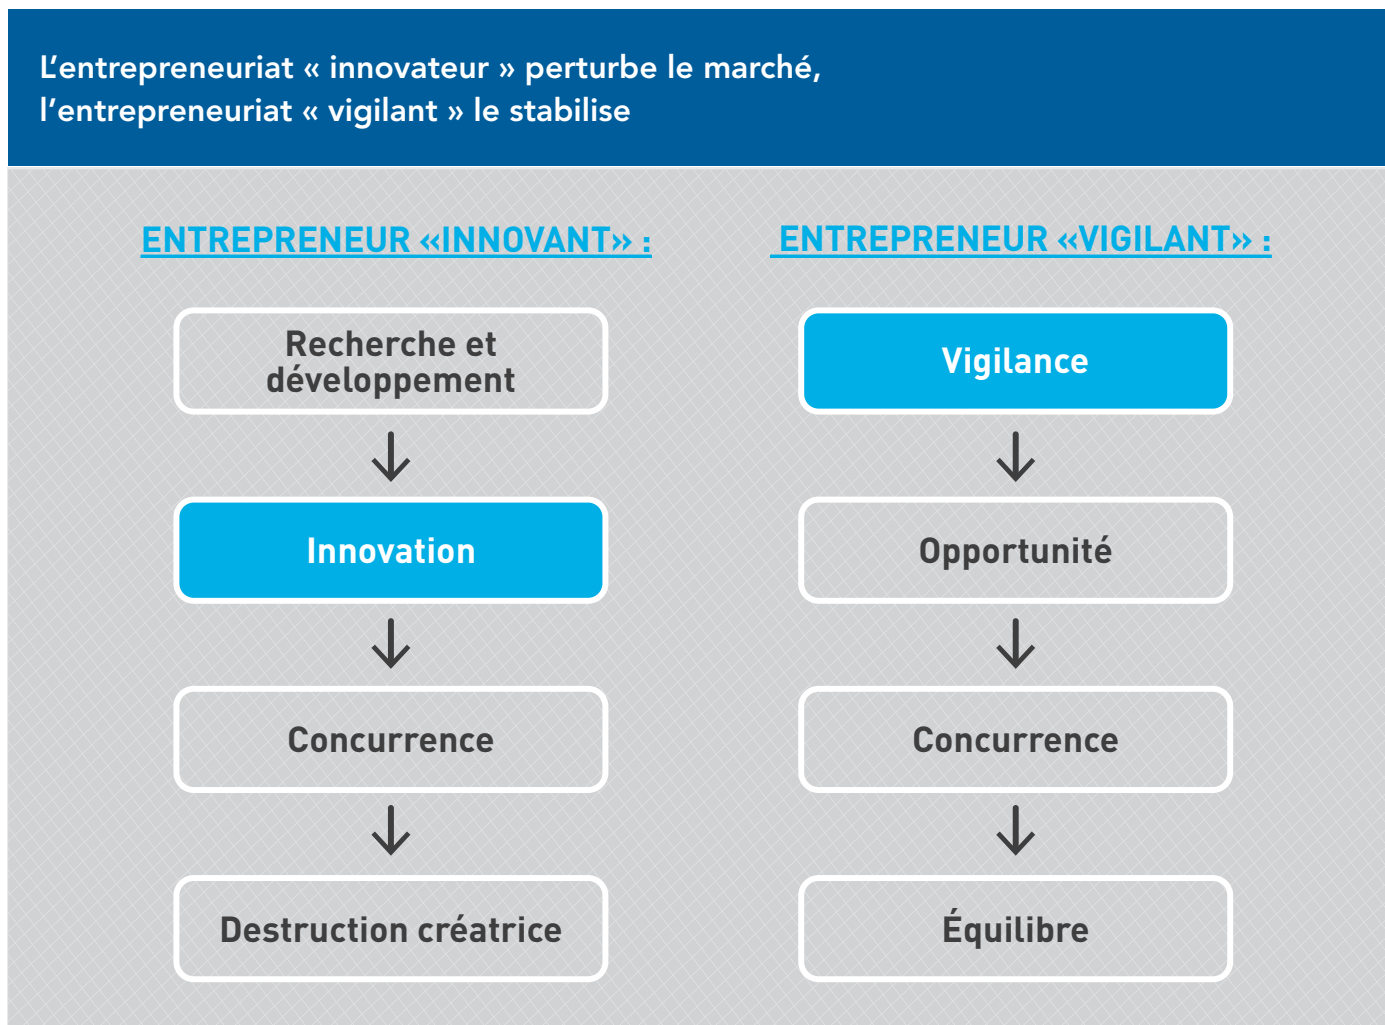 L’entrepreneuriat « innovateur » perturbe le marché,
l’entrepreneuriat « vigilant » le stabilise
ENTREPRENEUR «INNOVANT» :
Recherche et
développement
Innovation
Concurrence
Destruction créatrice
ENTREPRENEUR «VIGILANT» :
Vigilance
Opportunité
Concurrence
Équilibre